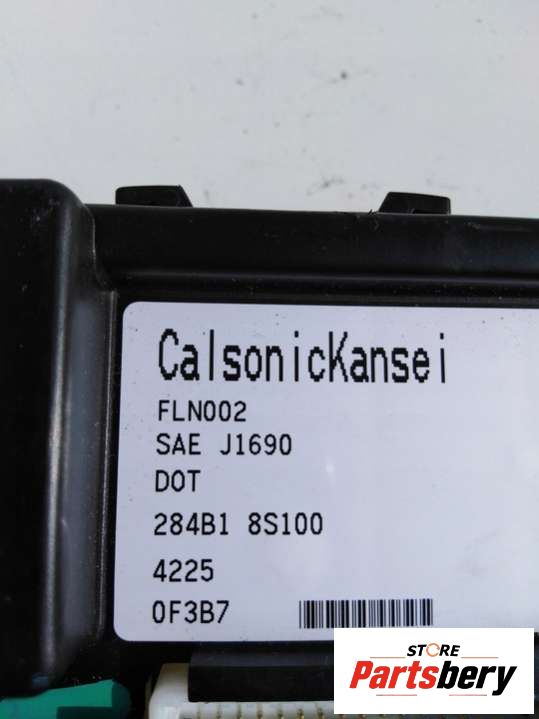 CalsonicKansei
FLN002
SAE J1690
DOT
284B1 8S100
4225
0F3B7
STORE
Partsbery